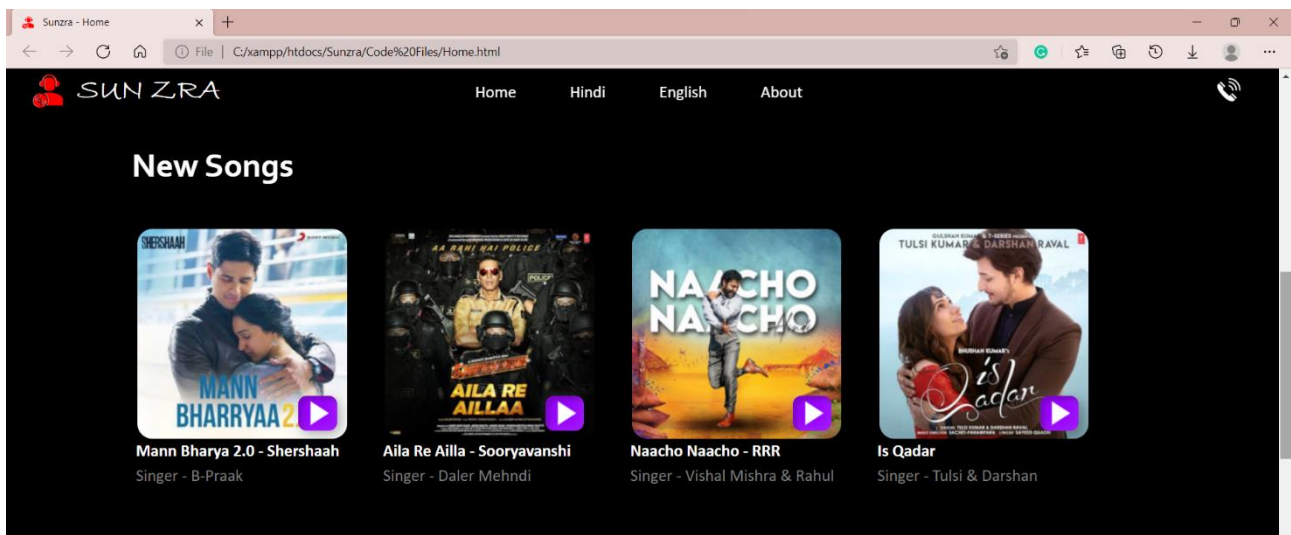 Sunzra - Home
File | C:/xampp/htdocs/Sunzra/Code%20Files/Home.html
SUN ZRA
Home Hindi English About
New Songs
SHERSHAAH
MANN
BHARRYAA 2.
Mann Bharya 2.0 - Shershaah
Singer - B-Praak
AA RAHI HAI POLICE
POLICE
AILA RE
AILLAA
Aila Re Ailla - Sooryavanshi
Singer - Daler Mehndi
NAACHO
NAACHO
Naacho Naacho - RRR
Singer - Vishal Mishra & Rahul
TULSI KUMAR & DARSHAN RAVAL
BHUSHAN KUMAR'S
is
Qadar
Is Qadar
Singer - Tulsi & Darshan